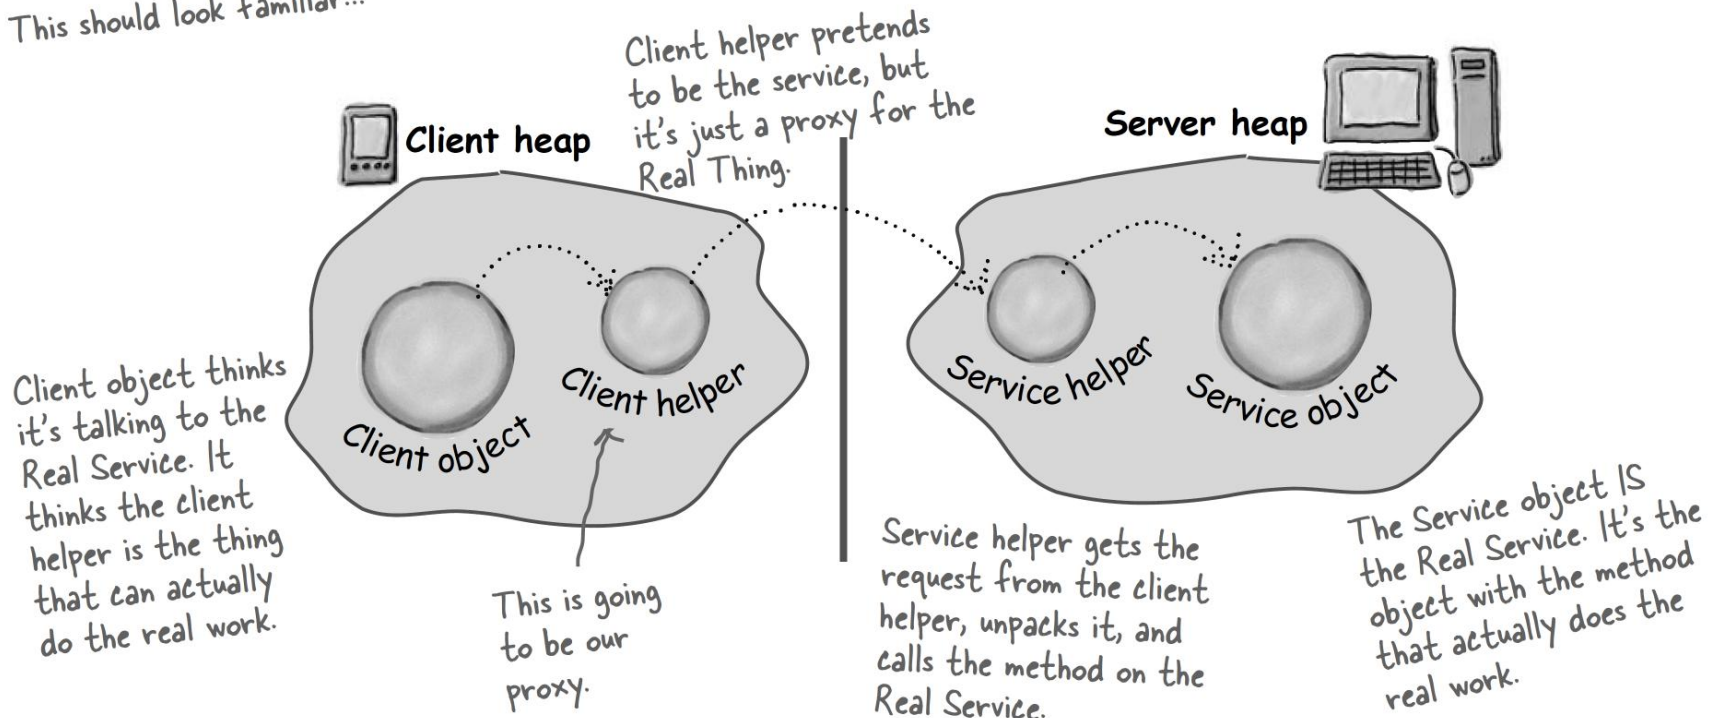 This should look familiar...
Client helper pretends
to be the service, but
it's just a proxy for the
Real Thing.
Client heap
Server heap
Client object
Client helper
Service helper
Service object
Client object thinks
it's talking to the
Real Service. It
thinks the client
helper is the thing
that can actually
do the real work.
This is going
to be our
proxy.
Service helper gets the
request from the client
helper, unpacks it, and
calls the method on the
Real Service.
The Service object IS
the Real Service. It's the
object with the method
that actually does the
real work.